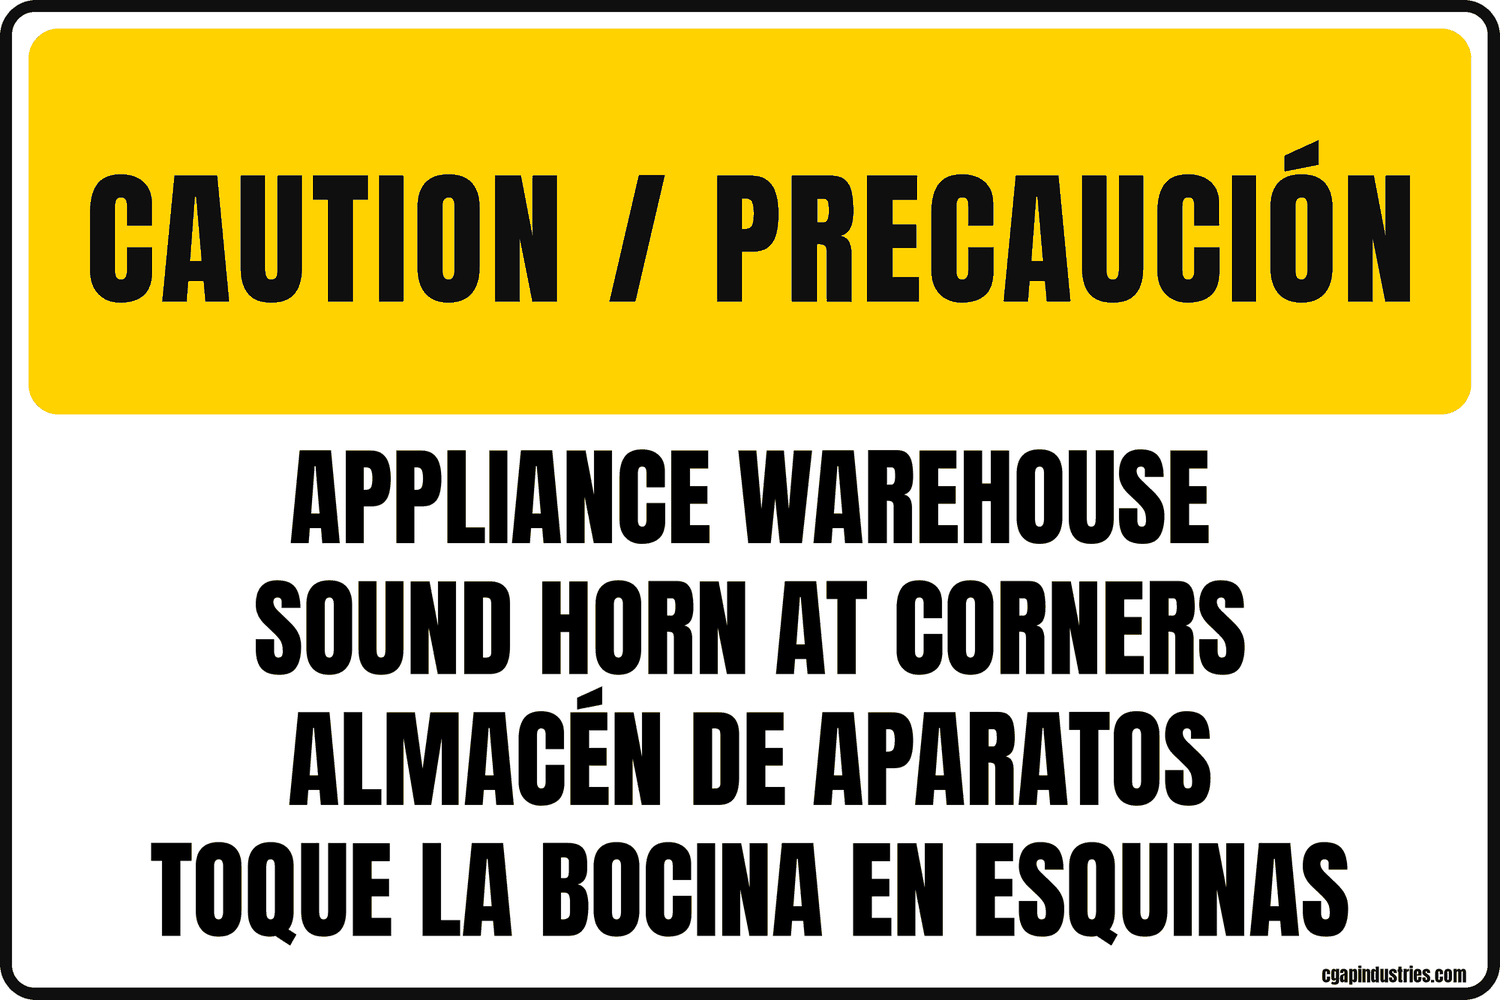 CAUTION / PRECAUCIÓN
APPLIANCE WAREHOUSE
SOUND HORN AT CORNERS
ALMACÉN DE APARATOS
TOQUE LA BOCINA EN ESQUINAS
cgapindustries.com